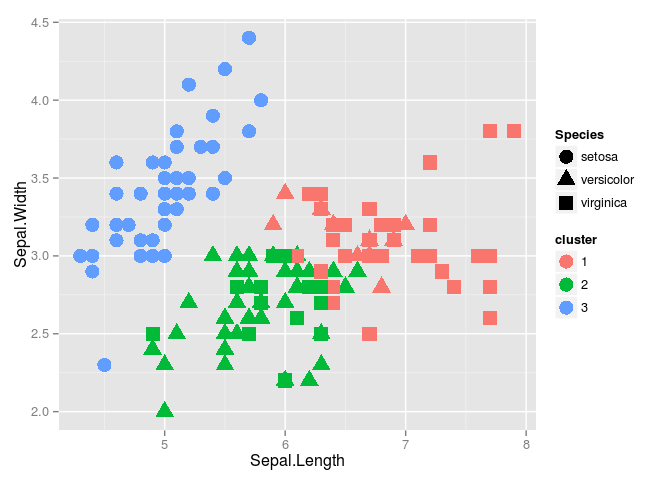 4.5
4.0
3.5
3.0
2.5
2.0
Sepal.Width
5
6
7
8
Sepal.Length
Species
setosa
versicolor
virginica
cluster
1
2
3